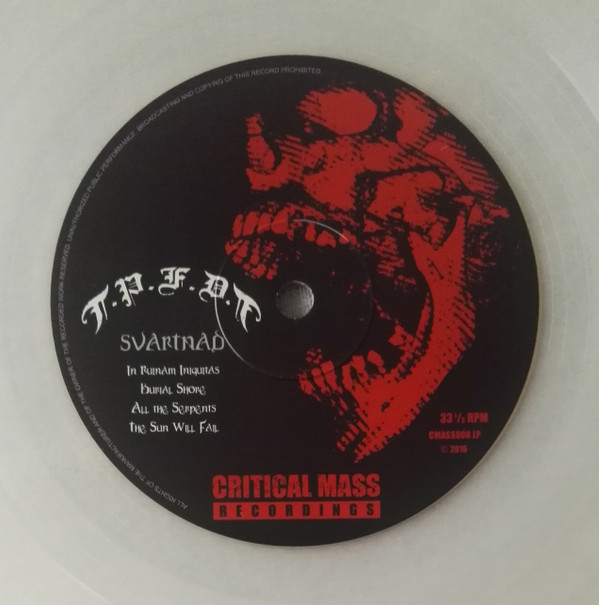 ALL RIGHTS OF THE MANUFACTURER AND OF THE OWNER OF THE RECORDED WORK RESERVED. UNAUTHORIZED PUBLIC PERFORMANCE, BROADCASTING AND COPYING OF THIS RECORD PROHIBITED.
T.P.F.D.T
SVARTNAD
In Ruinam Iniquitas
Burial Shore
All the Serpents
The Sun Will Fail
33 1/3 RPM
CMASS008 LP
© 2016
CRITICAL MASS
RECORDINGS